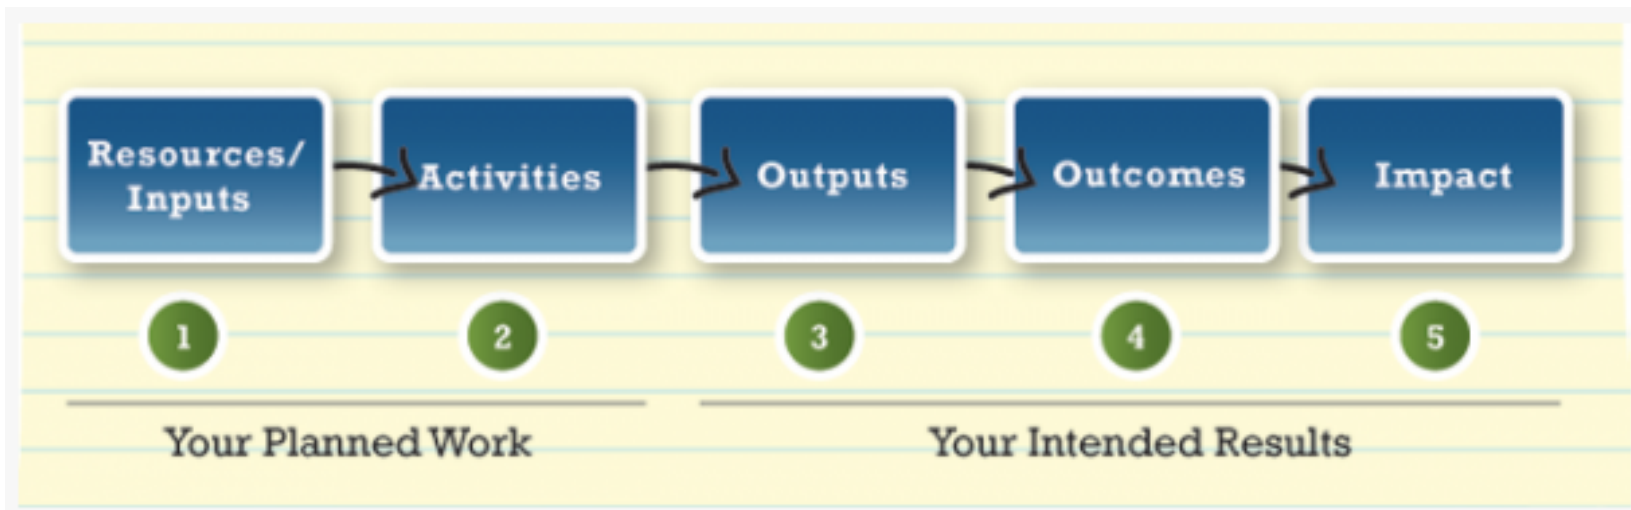 Resources/
Inputs
Activities
Outputs
Outcomes
Impact
1
2
3
4
5
Your Planned Work
Your Intended Results